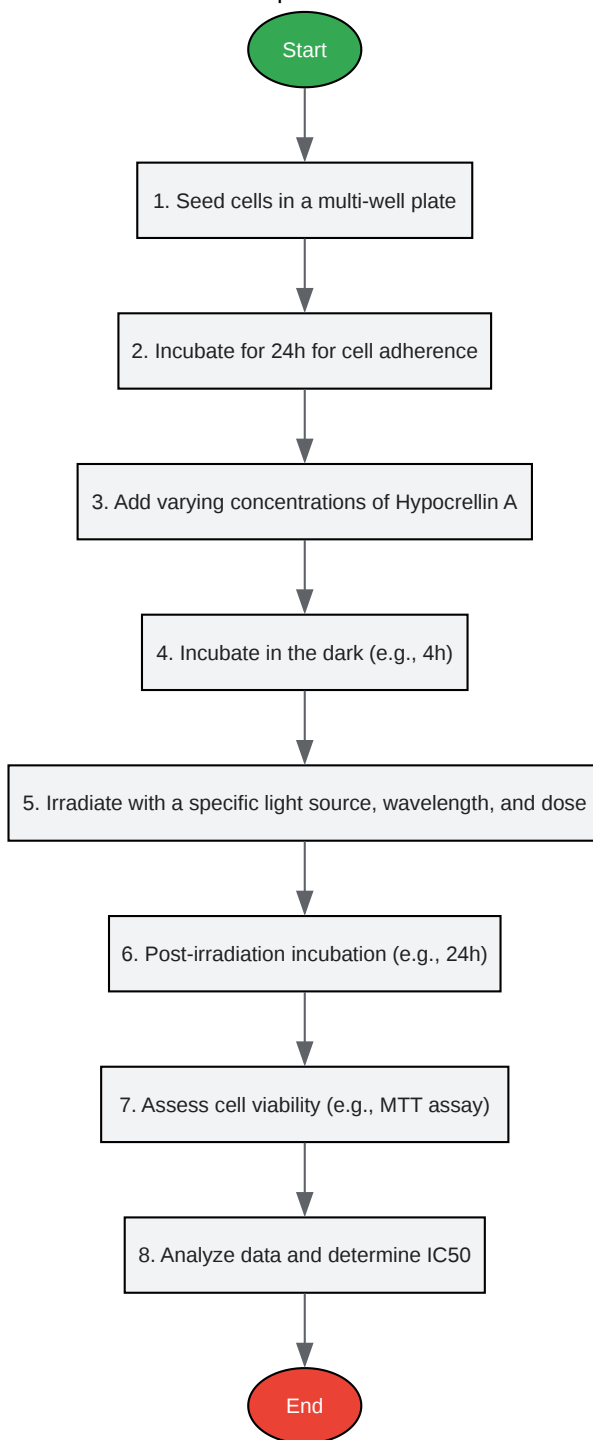 Start
1. Seed cells in a multi-well plate
2. Incubate for 24h for cell adherence
3. Add varying concentrations of Hypocrellin A
4. Incubate in the dark (e.g., 4h)
5. Irradiate with a specific light source, wavelength, and dose
6. Post-irradiation incubation (e.g., 24h)
7. Assess cell viability (e.g., MTT assay)
8. Analyze data and determine IC50
End